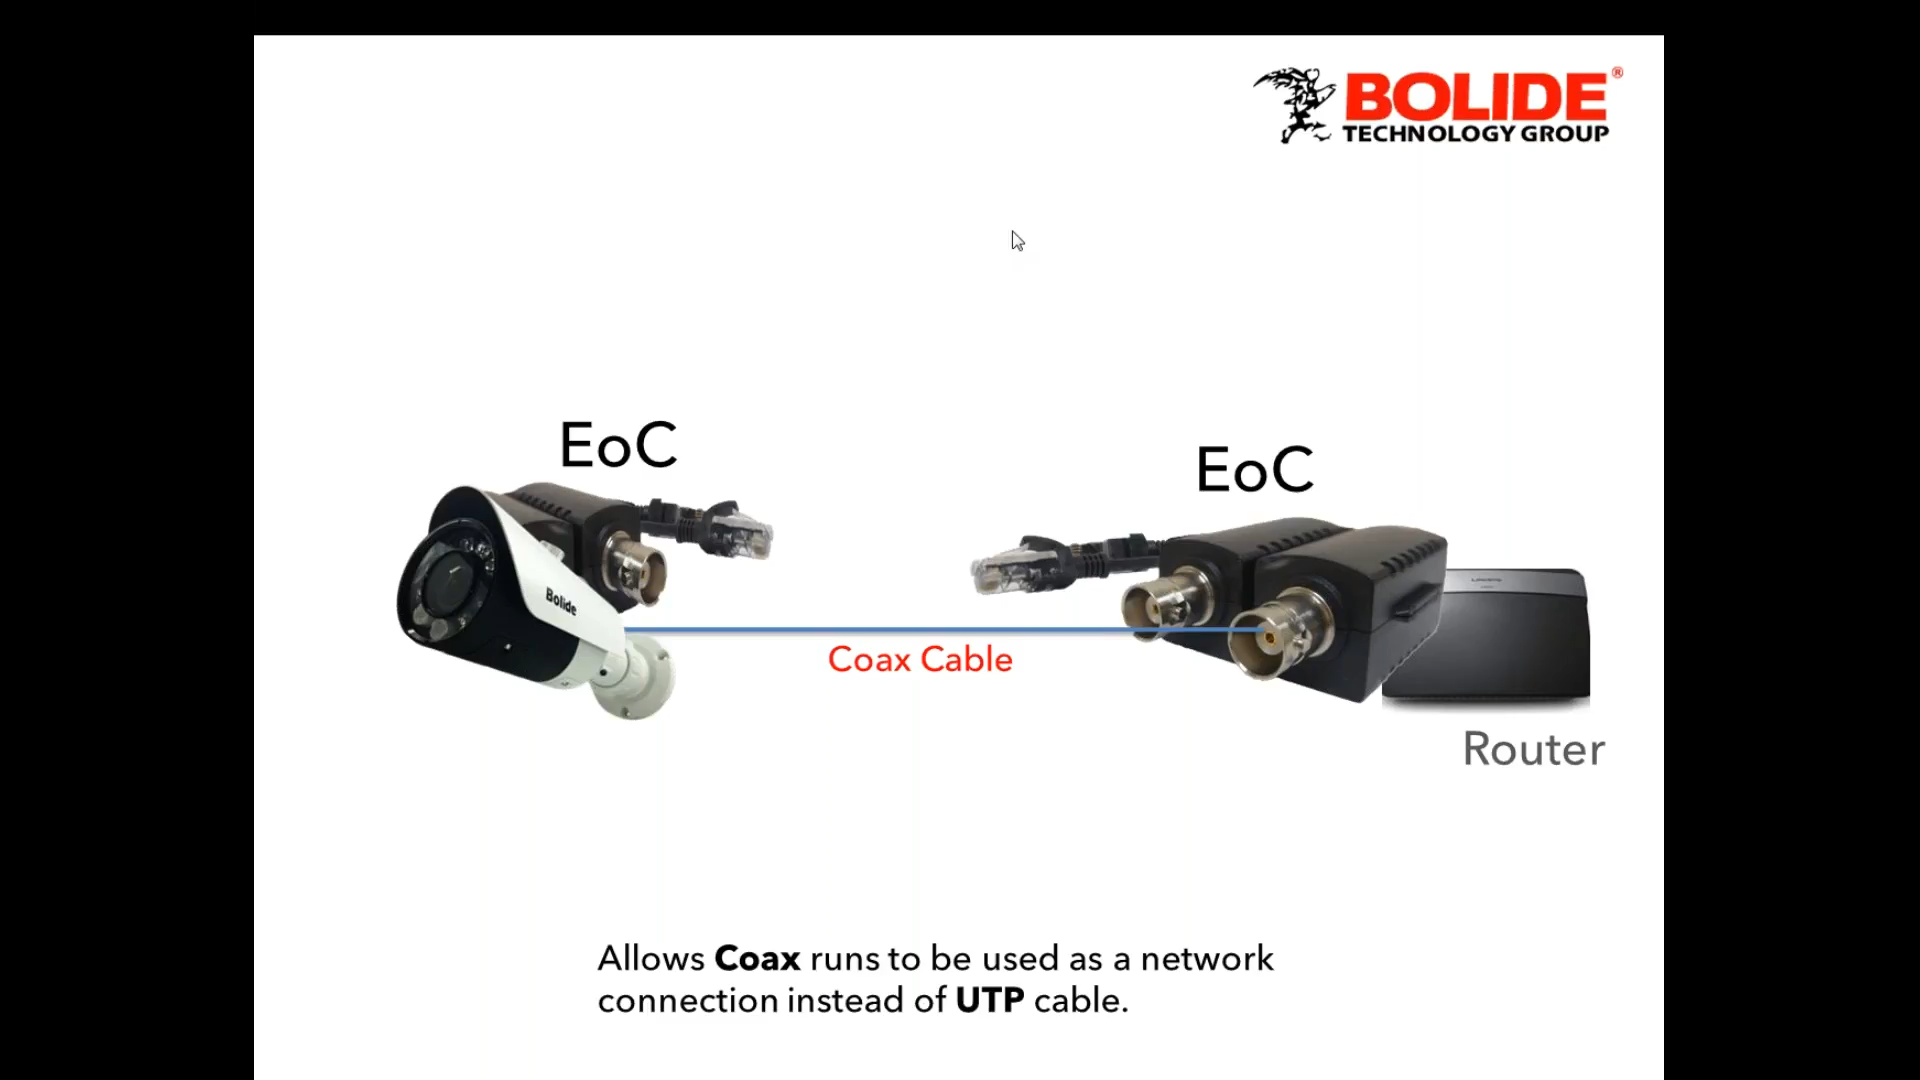 BOLIDE®
TECHNOLOGY GROUP
EoC
EoC
Bolide
Coax Cable
Router
Allows Coax runs to be used as a network
connection instead of UTP cable.